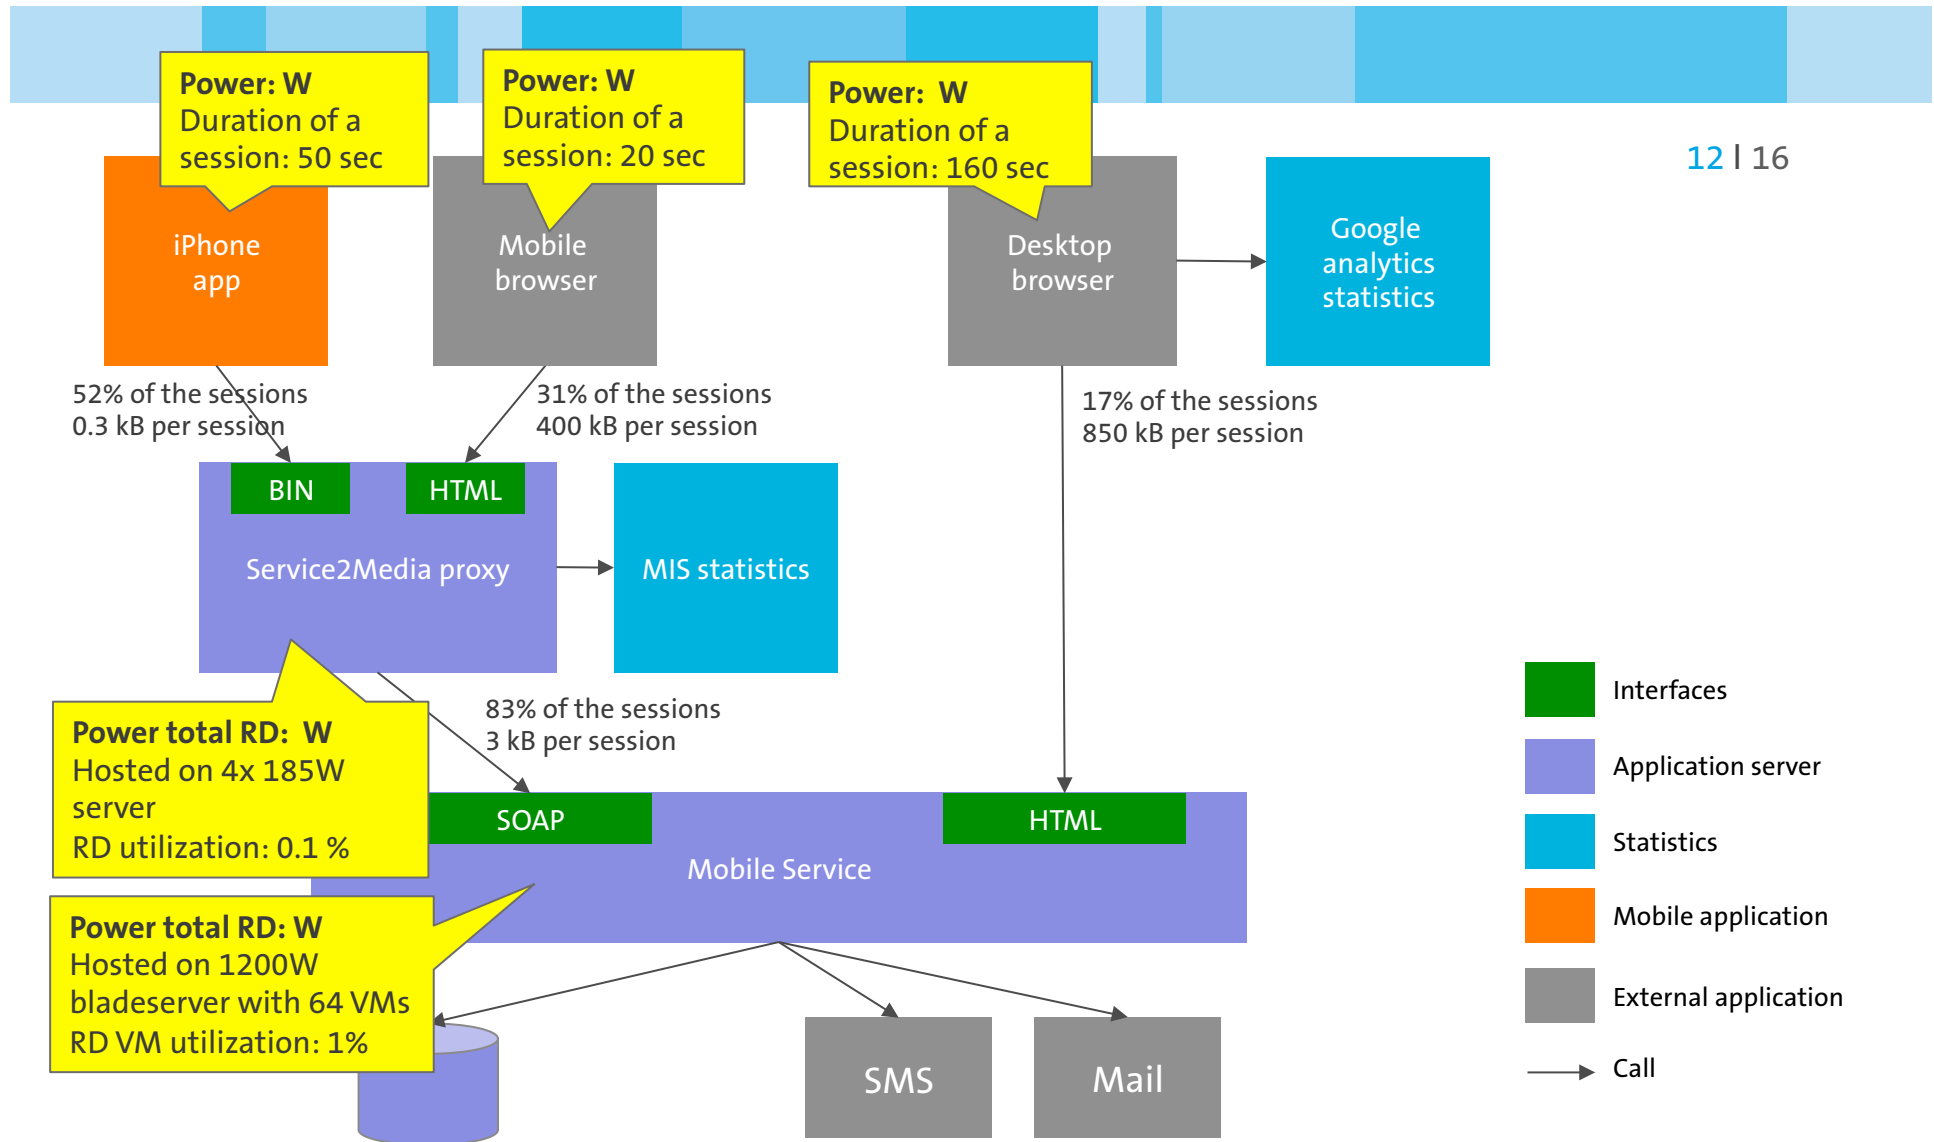 Power: W
Duration of a
session: 50 sec
Power: W
Duration of a
session: 20 sec
Power:  W
Duration of a
session: 160 sec
12 | 16
iPhone
app
Mobile
browser
Desktop
browser
Google
analytics
statistics
52% of the sessions
0.3 kB per session
31% of the sessions
400 kB per session
17% of the sessions
850 kB per session
BIN
HTML
Service2Media proxy
MIS statistics
83% of the sessions
3 kB per session
Power total RD:  W
Hosted on 4x 185W
server
RD utilization: 0.1 %
SOAP
HTML
Mobile Service
Power total RD: W
Hosted on 1200W
bladeserver with 64 VMs
RD VM utilization: 1%
SMS
Mail
Interfaces
Application server
Statistics
Mobile application
External application
Call